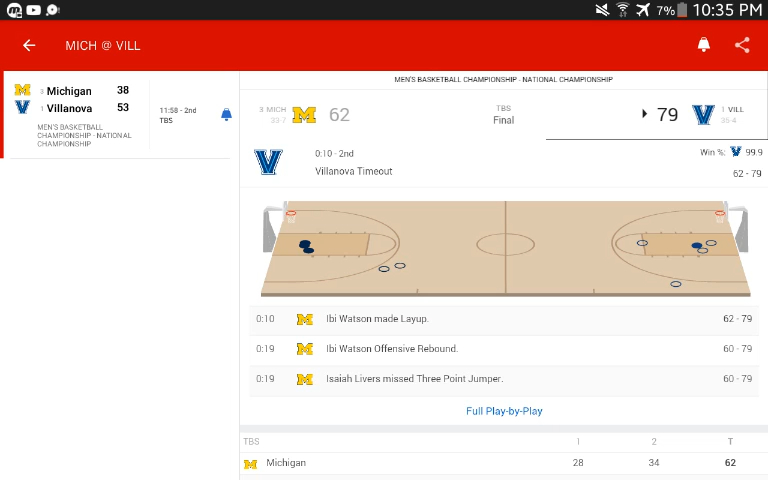 7% 10:35 PM
MICH @ VILL
3 Michigan 38
1 Villanova 53
11:58 - 2nd
TBS
MEN'S BASKETBALL
CHAMPIONSHIP - NATIONAL
CHAMPIONSHIP
MEN'S BASKETBALL CHAMPIONSHIP - NATIONAL CHAMPIONSHIP
3 MICH
33-7
62
TBS
Final
79
1 VILL
36-4
0:10 - 2nd
Villanova Timeout
Win %: 99.9
62 - 79
0:10 Ibi Watson made Layup. 62 - 79
0:19 Ibi Watson Offensive Rebound. 60 - 79
0:19 Isaiah Livers missed Three Point Jumper. 60 - 79
Full Play-by-Play
TBS 1 2 T
Michigan 28 34 62